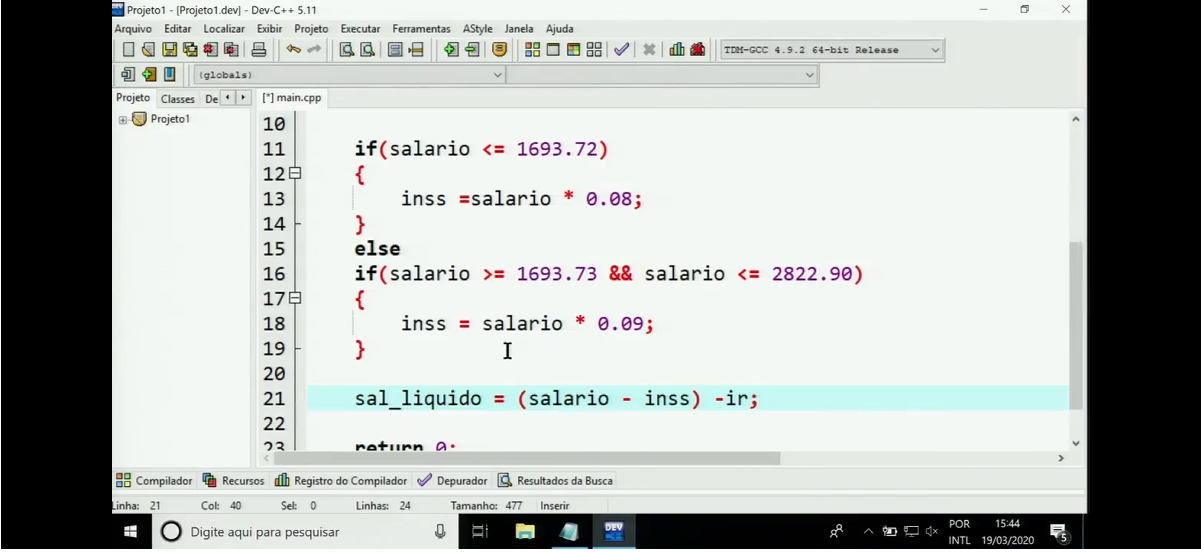 Projeto1 - [Projeto1.dev] - Dev-C++ 5.11
Arquivo Editar Localizar Exibir Projeto Executar Ferramentas AStyle Janela Ajuda
TDM-GCC 4.9.2 64-bit Release
(globals)
Projeto Classes De [*] main.cpp
Projeto1
10
11 if(salario <= 1693.72)
12 {
13 inss =salario * 0.08;
14 }
15 else
16 if(salario >= 1693.73 && salario <= 2822.90)
17 {
18 inss = salario * 0.09;
19 }
20
21 sal_liquido = (salario - inss) -ir;
22
23 return 0;
Compilador Recursos Registro do Compilador Depurador Resultados da Busca
Linha: 21 Col: 40 Sel: 0 Linhas: 24 Tamanho: 477 Inserir
Digite aqui para pesquisar
DEV
POR 15:44
INTL 19/03/2020
5